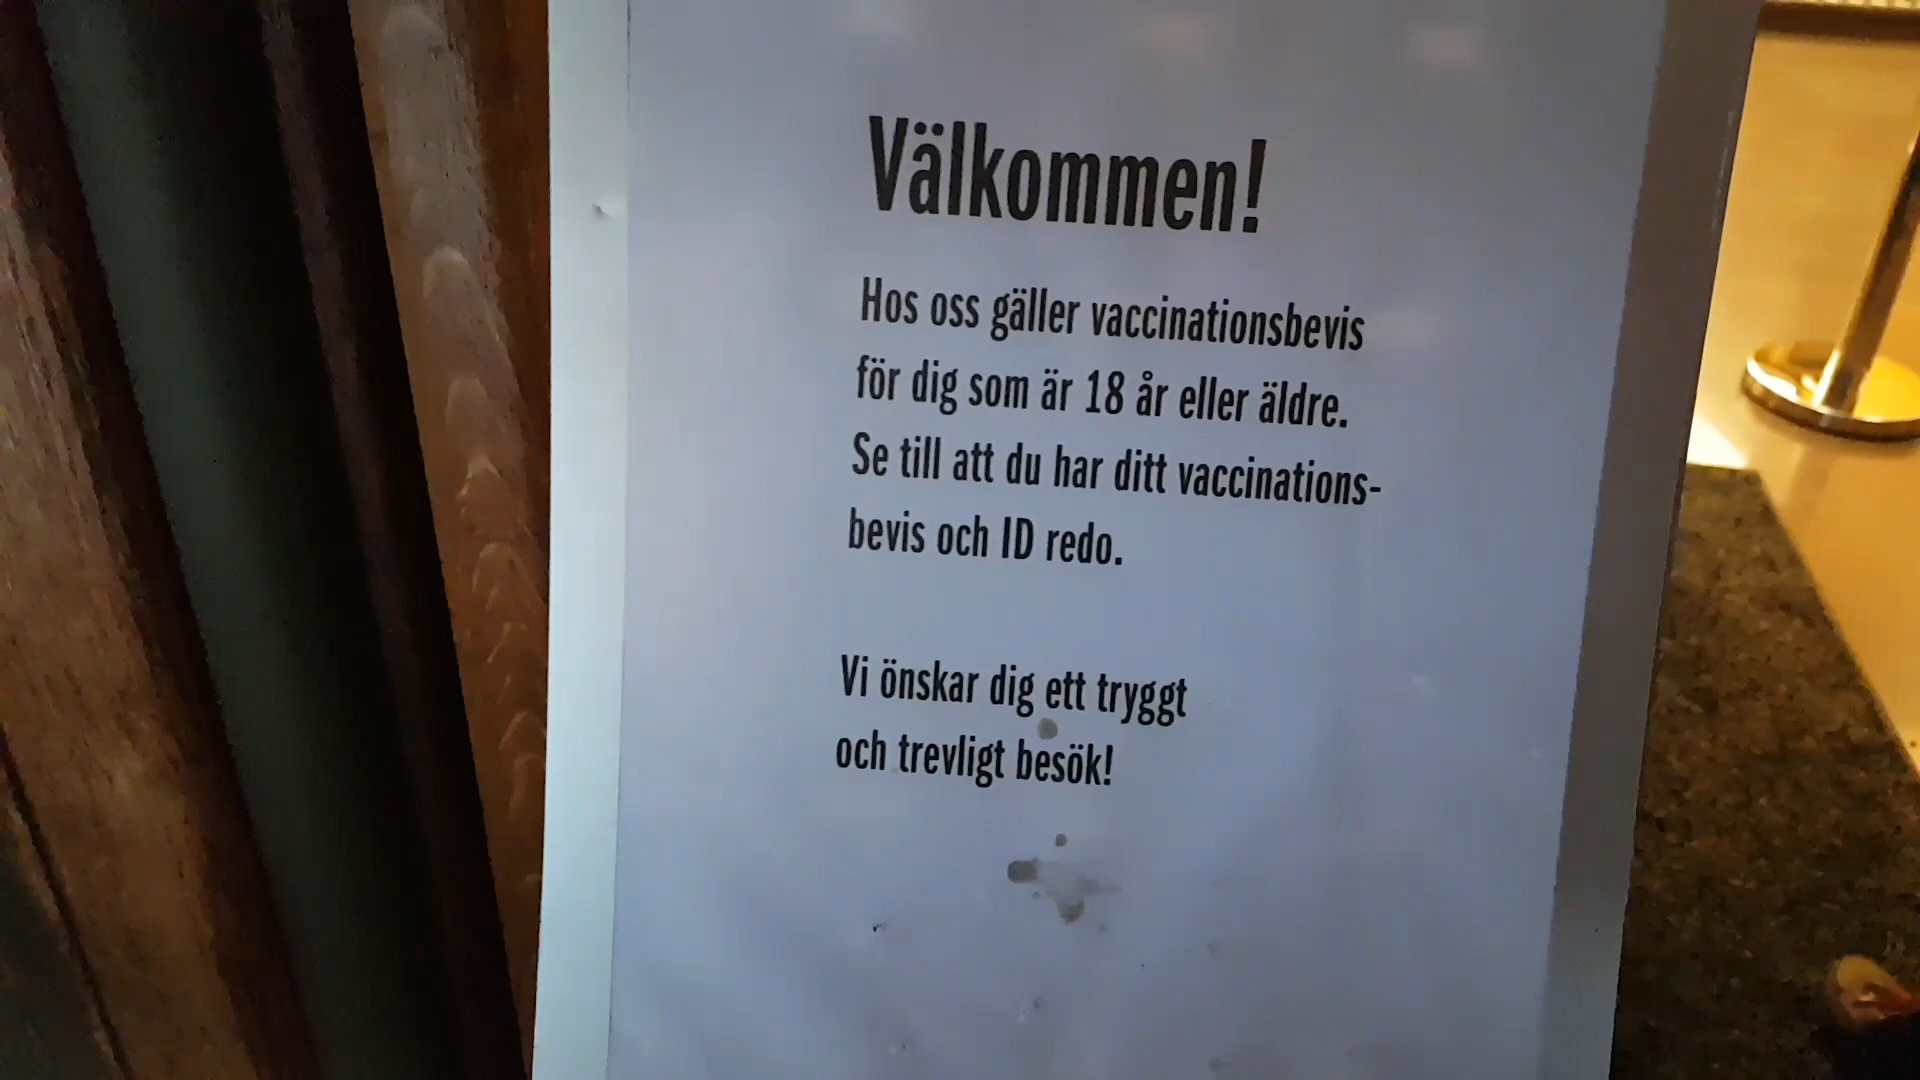 Välkommen!
Hos oss gäller vaccinationsbevis
för dig som är 18 år eller äldre.
Se till att du har ditt vaccinations-
bevis och ID redo.
Vi önskar dig ett tryggt
och trevligt besök!